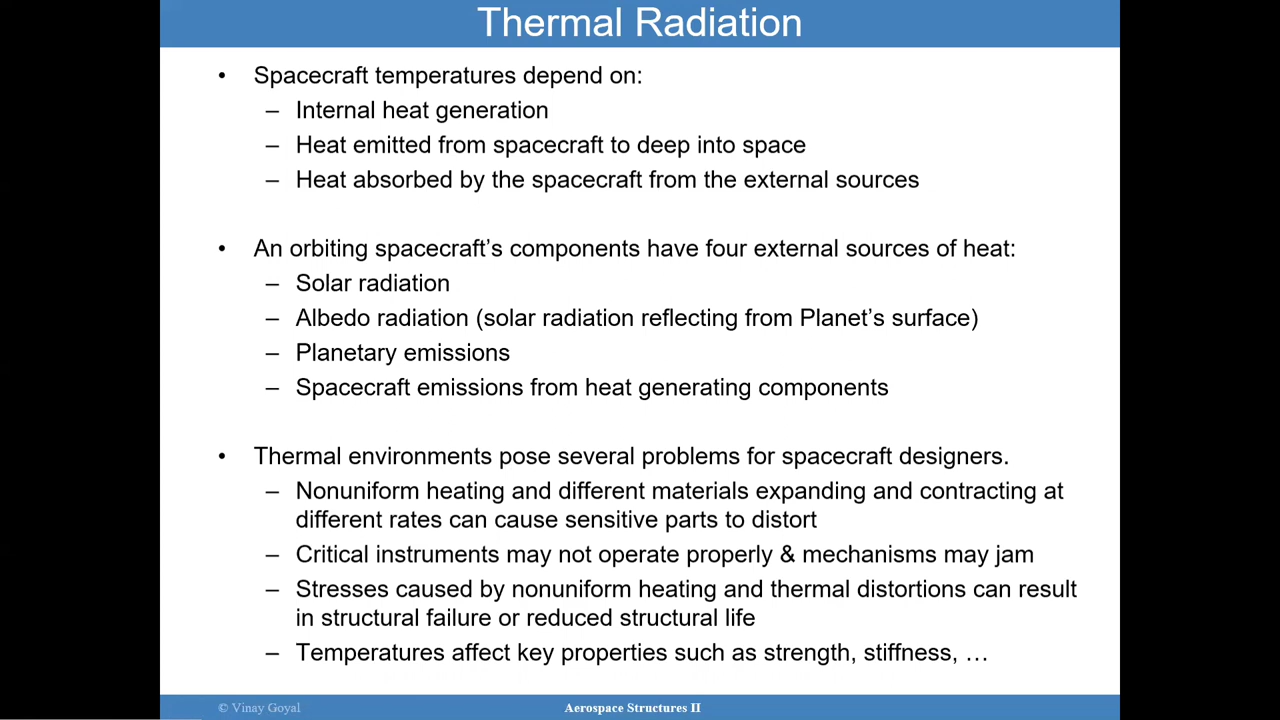 Thermal Radiation
• Spacecraft temperatures depend on:
– Internal heat generation
– Heat emitted from spacecraft to deep into space
– Heat absorbed by the spacecraft from the external sources
• An orbiting spacecraft’s components have four external sources of heat:
– Solar radiation
– Albedo radiation (solar radiation reflecting from Planet’s surface)
– Planetary emissions
– Spacecraft emissions from heat generating components
• Thermal environments pose several problems for spacecraft designers.
– Nonuniform heating and different materials expanding and contracting at
different rates can cause sensitive parts to distort
– Critical instruments may not operate properly & mechanisms may jam
– Stresses caused by nonuniform heating and thermal distortions can result
in structural failure or reduced structural life
– Temperatures affect key properties such as strength, stiffness, …
© Vinay Goyal
Aerospace Structures II